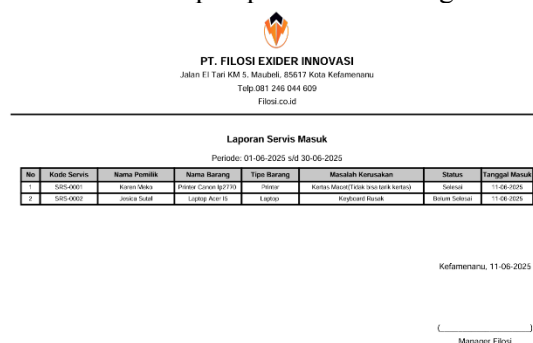 PT. FILOSI EXIDER INNOVASI
Jalan El Tari KM 5, Maubeli, 85617 Kota Kefamenanu
Telp.081 246 044 609
Filosi.co.id
Laporan Servis Masuk
Periode: 01-06-2025 s/d 30-06-2025
No Kode Servis Nama Pemilik Nama Barang Tipe Barang Masalah Kerusakan Status Tanggal Masuk
1 SRS-0001 Karen Meko Printer Canon Ip2770 Printer Kertas Macet(Tidak bisa tarik kertas) Selesai 11-06-2025
2 SRS-0002 Laptop Acer Laptop Keyboard Rusak Belum Selesai 11-06-2025
Kefamenanu, 11-06-2025
(____________________)
Manager Filosi